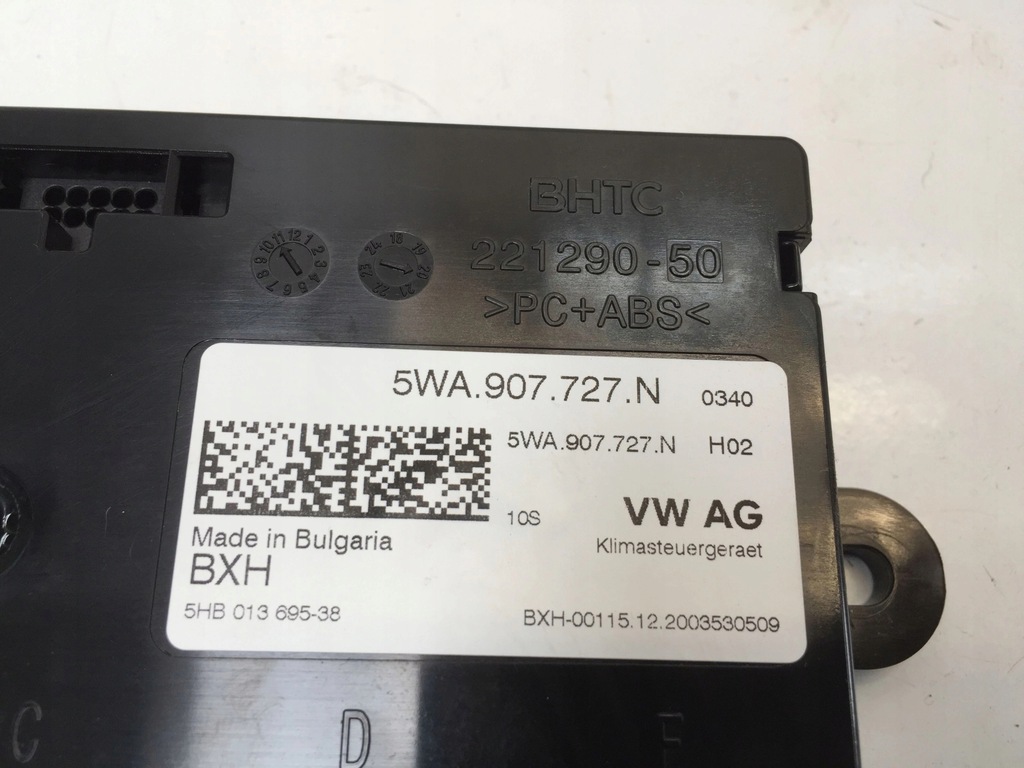 BHTC
221290-50
>PC+ABS<
5WA.907.727.N 0340
5WA.907.727.N H02
10S
VW AG
Klimasteuergeraet
Made in Bulgaria
BXH
5HB 013 695-38
BXH-00115.12.2003530509
C D